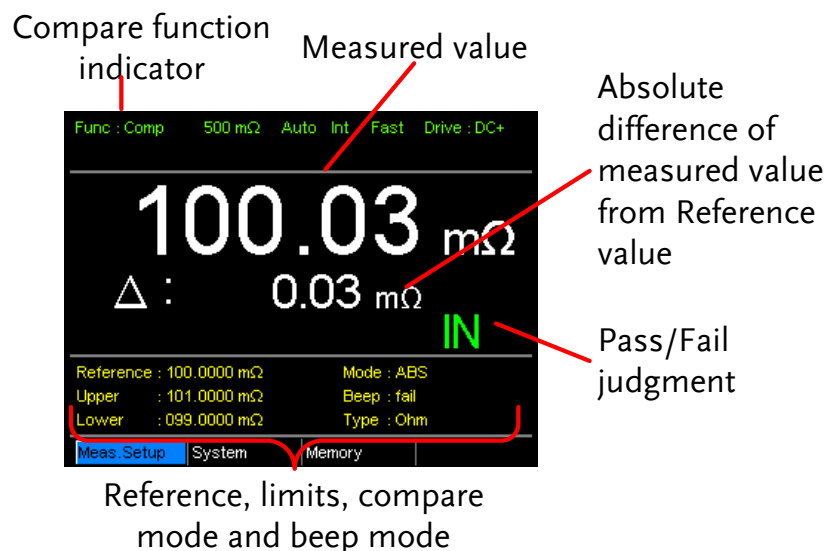 Compare function
indicator
Measured value
Absolute
difference of
measured value
from Reference
value
Func : Comp 500 mΩ Auto Int Fast Drive : DC+
100.03 mΩ
Δ : 0.03 mΩ
IN
Pass/Fail
judgment
Reference : 100.0000 mΩ Mode : ABS
Upper : 101.0000 mΩ Beep : fail
Lower : 099.0000 mΩ Type : Ohm
Meas.Setup System Memory
Reference, limits, compare
mode and beep mode